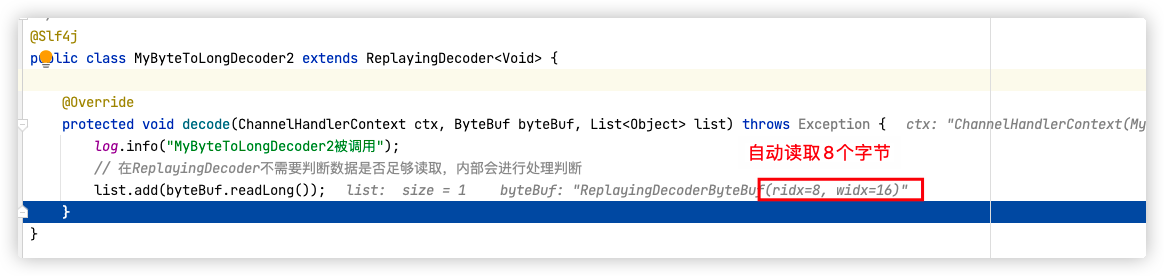 @Slf4j
public class MyByteToLongDecoder2 extends ReplayingDecoder<Void> {
@Override
protected void decode(ChannelHandlerContext ctx, ByteBuf byteBuf, List<Object> list) throws Exception { ctx: "ChannelHandlerContext(My
log.info("MyByteToLongDecoder2被调用");
自动读取8个字节
// 在ReplayingDecoder不需要判断数据是否足够读取，内部会进行处理判断
list.add(byteBuf.readLong()); list: size = 1 byteBuf: "ReplayingDecoderByteBuf(ridx=8, widx=16)"
}
}